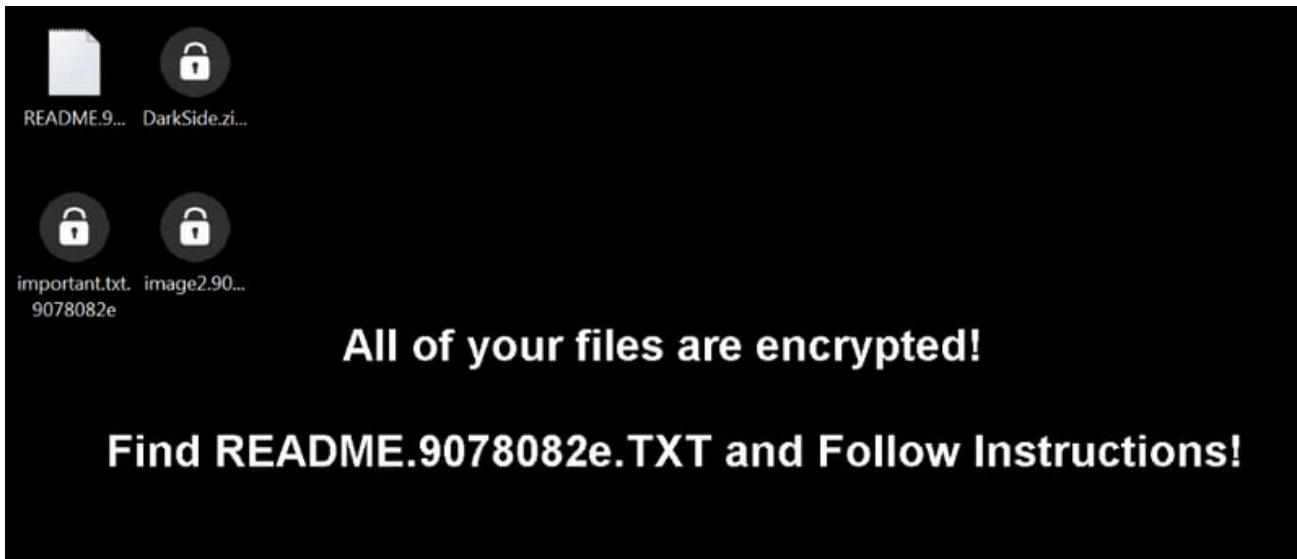 README.9... DarkSide.zi...
important.txt. image2.90...
9078082e
All of your files are encrypted!
Find README.9078082e.TXT and Follow Instructions!